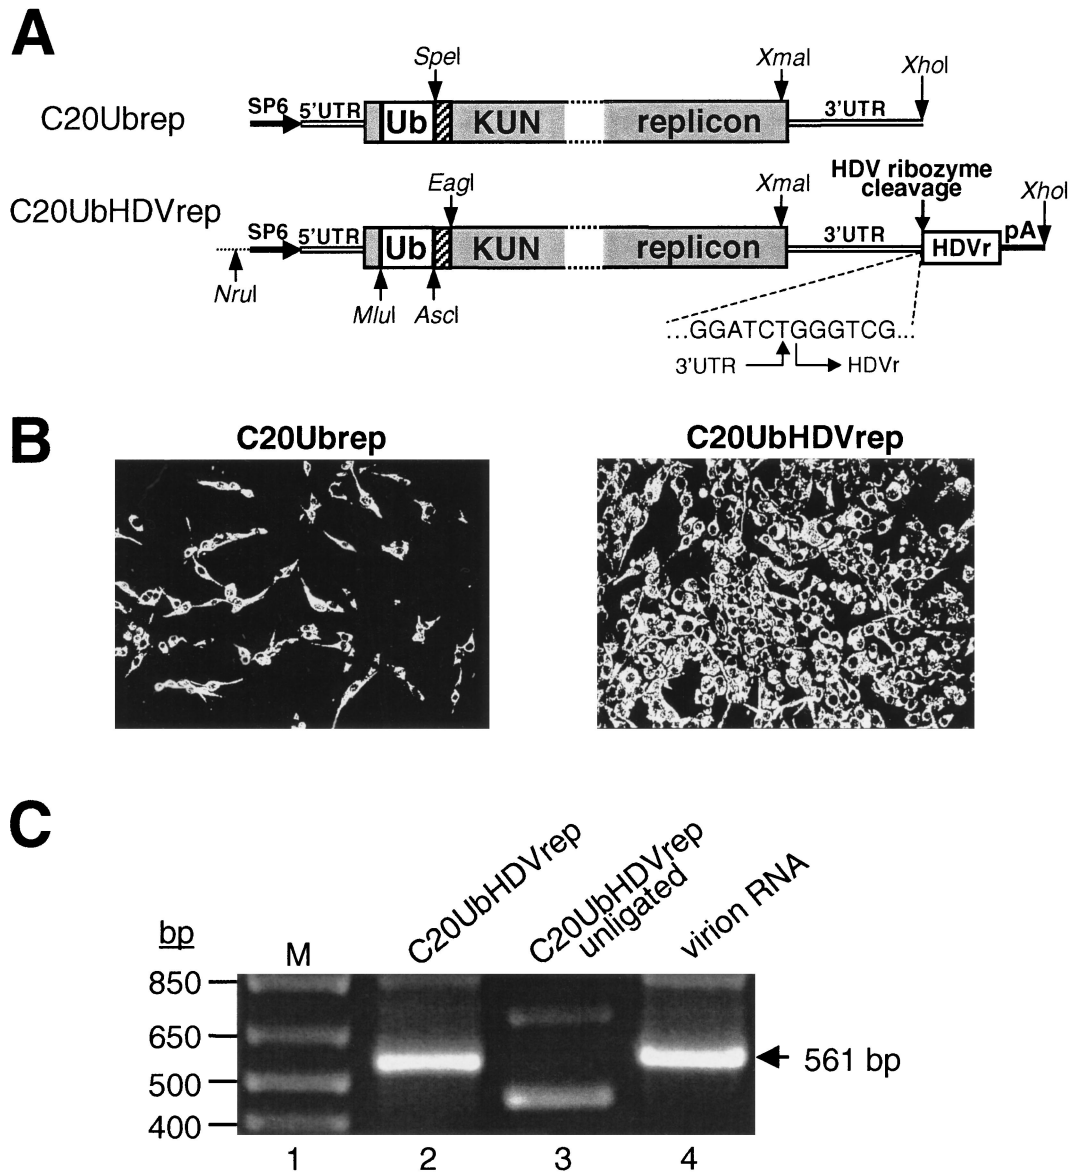 A
SpeI
XmaI
XhoI
C20Ubrep
SP6
5'UTR
Ub
KUN
replicon
3'UTR
HDV ribozyme
cleavage
EagI
XmaI
XhoI
C20UbHDVrep
SP6
5'UTR
Ub
KUN
replicon
3'UTR
HDVr
pA
NruI
MluI
AscI
...GGATCTGGGTCG...
3'UTR
HDVr
B
C20Ubrep
C20UbHDVrep
C
bp
M
C20UbHDVrep
C20UbHDVrep
unligated
virion RNA
850
650
500
400
561 bp
1 2 3 4